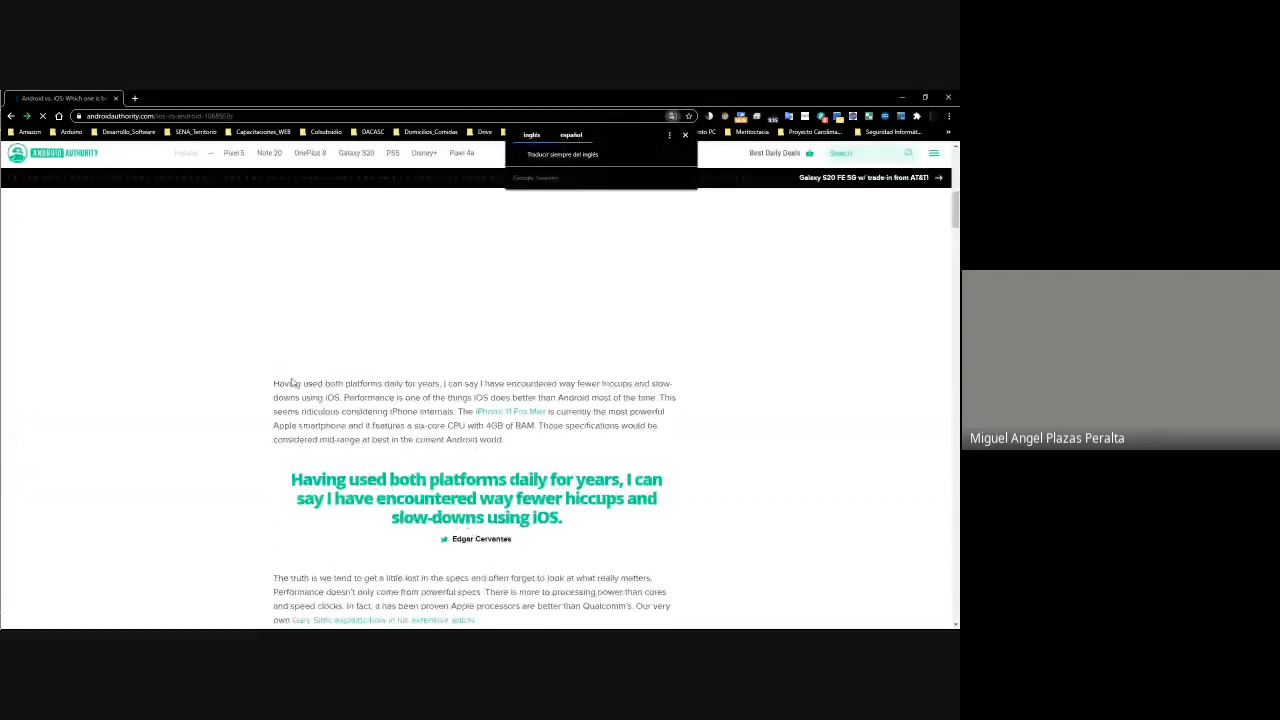 Android vs. iOS: Which one is b
androidauthority.com/ios-vs-android-1068950/
Amazon Arduino Desarrollo_Software SENA_Territorio Capacitaciones_WEB Colsubsidio DACASC Domicilios_Comidas Drive
into PC Meritocracia Proyecto Carolina... Seguridad Informát...
inglés español
Traducir siempre del inglés
ANDROID AUTHORITY
Pixel 5 Note 20 OnePlus 8 Galaxy S20 PS5 Disney+ Pixel 4a
Best Daily Deals Search
Galaxy S20 FE 5G w/ trade-in from AT&T! →
Having used both platforms daily for years, I can say I have encountered way fewer hiccups and slow-
downs using iOS. Performance is one of the things iOS does better than Android most of the time. This
seems ridiculous considering iPhone internals. The iPhone 11 Pro Max is currently the most powerful
Apple smartphone and it features a six-core CPU with 4GB of RAM. Those specifications would be
considered mid-range at best in the current Android world.
Having used both platforms daily for years, I can
say I have encountered way fewer hiccups and
slow-downs using iOS.
Edgar Cervantes
The truth is we tend to get a little lost in the specs and often forget to look at what really matters.
Performance doesn't only come from powerful specs. There is more to processing power than cores
and speed clocks. In fact, it has been proven Apple processors are better than Qualcomm's. Our very
own Gary Sims explains how in his extensive article.
Miguel Angel Plazas Peralta